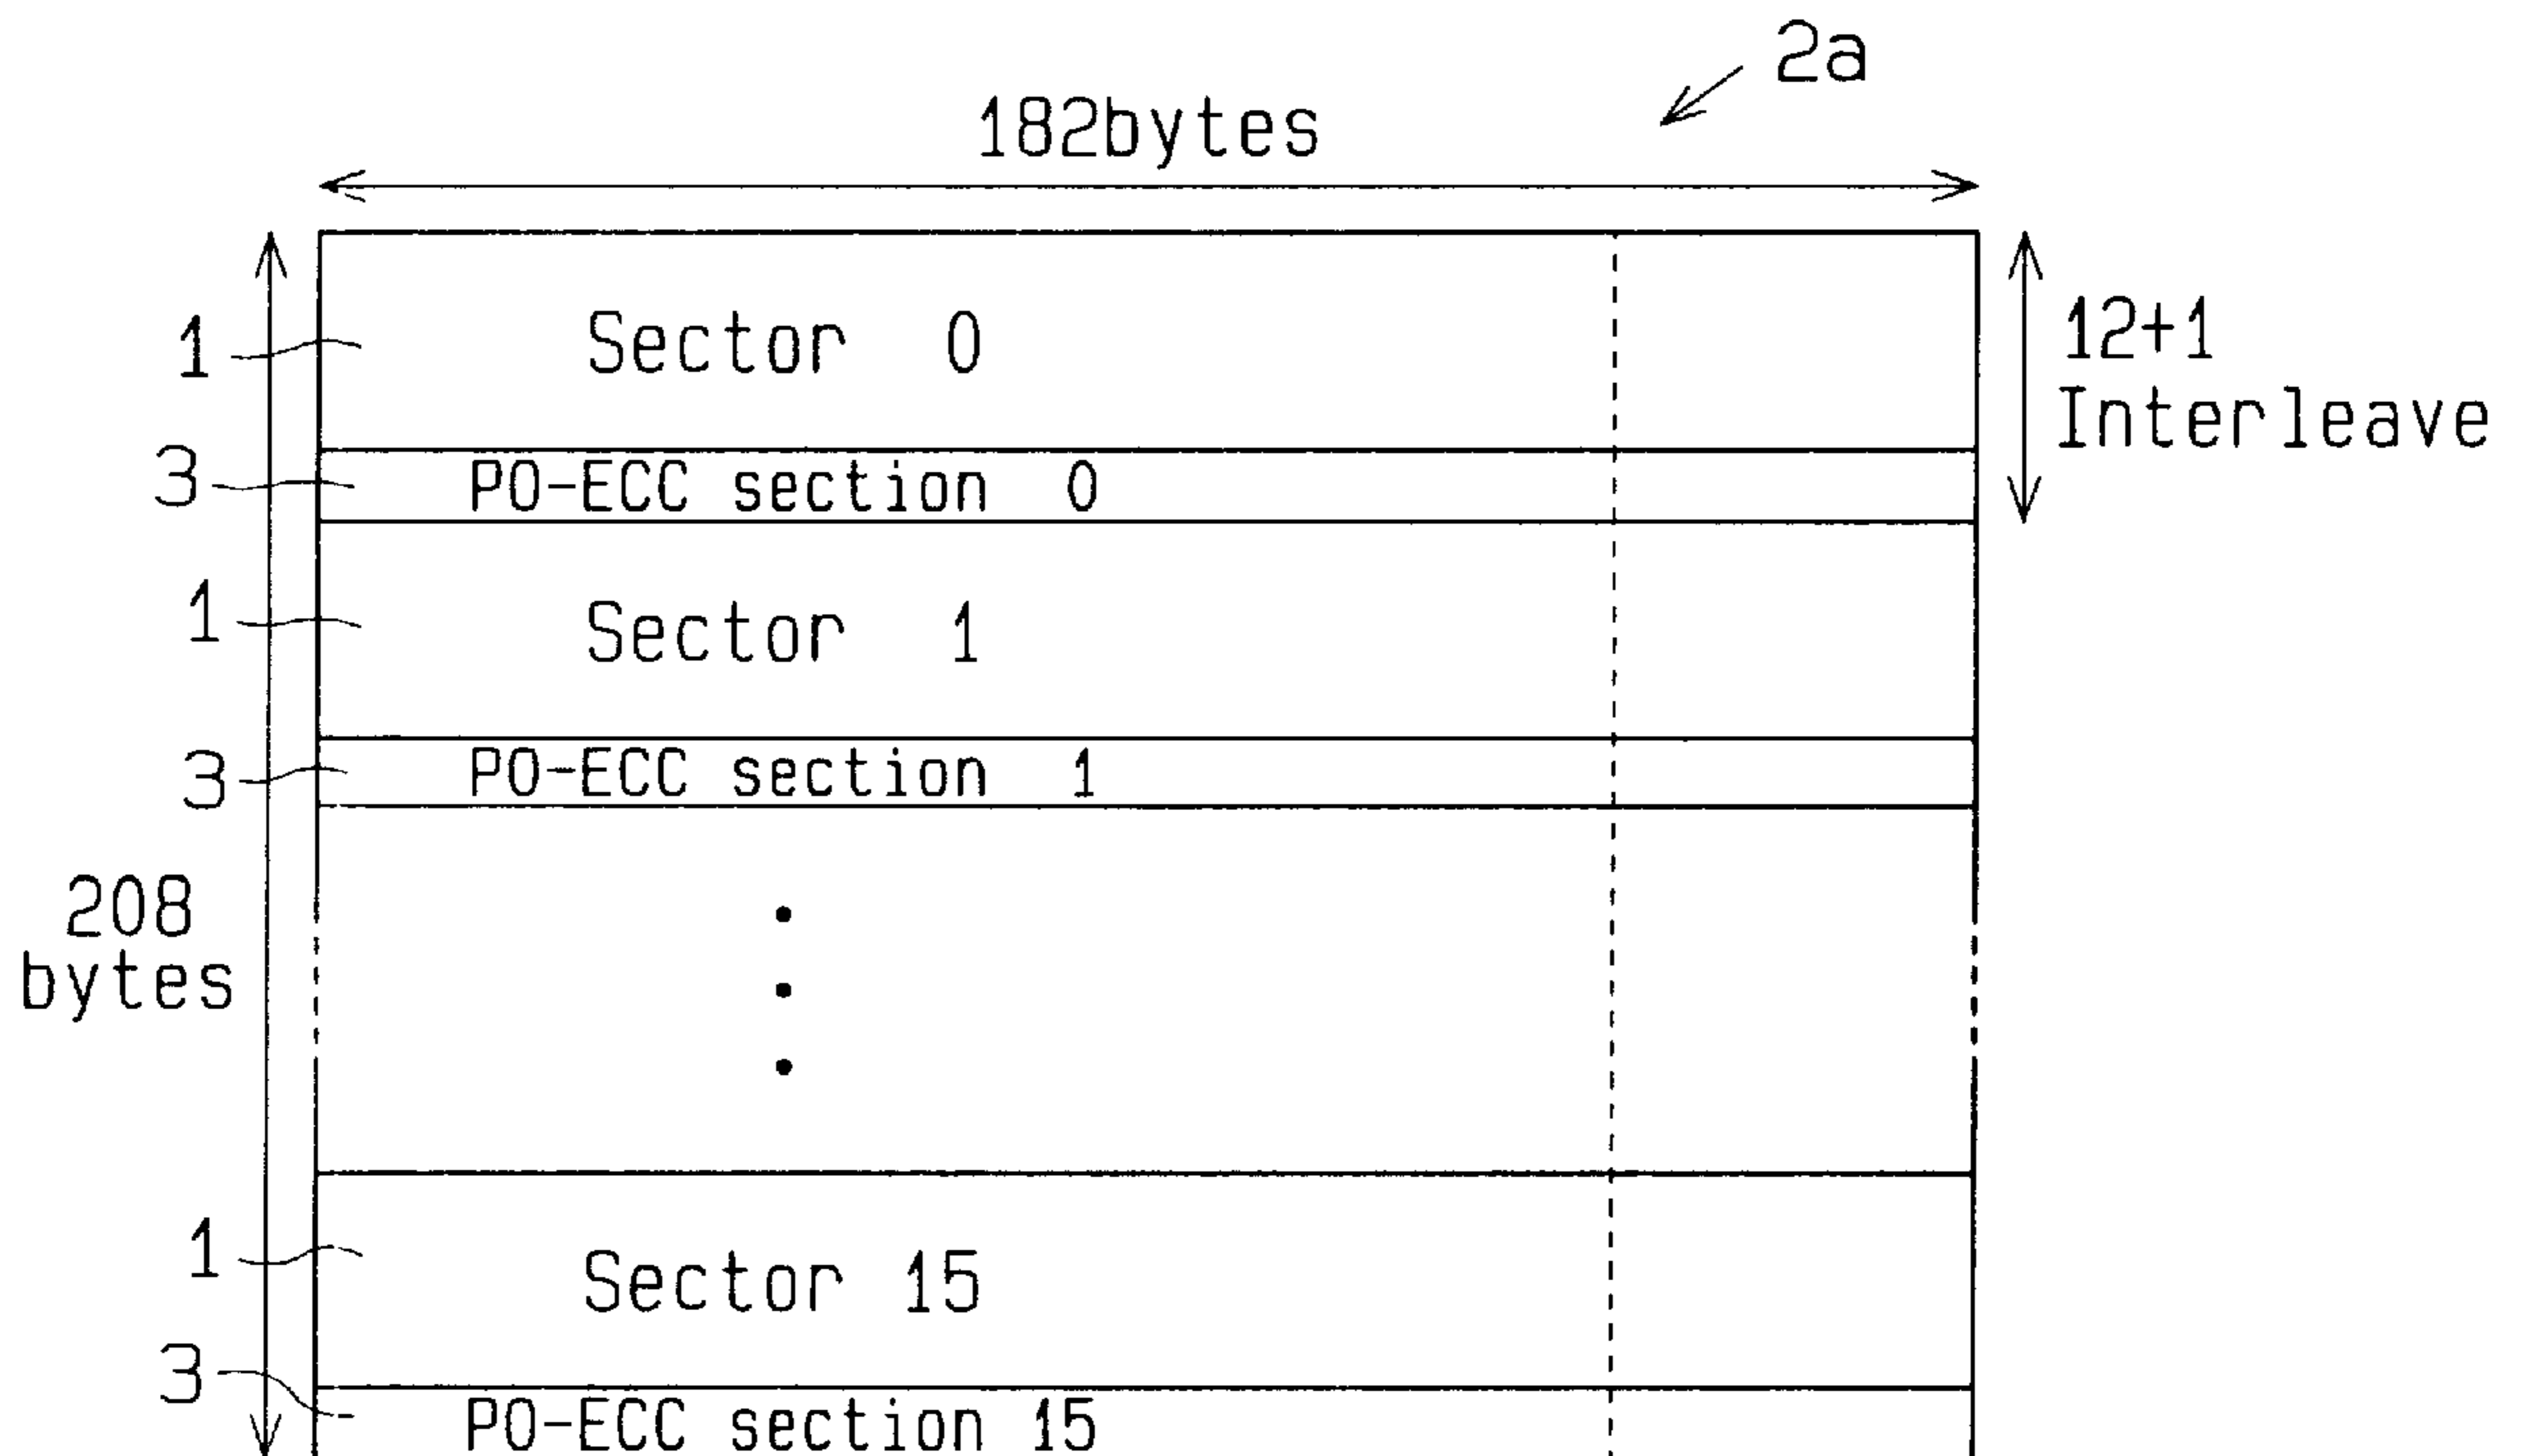 2a
182bytes
1
Sector 0
12+1
Interleave
3
PO-ECC section 0
1
Sector 1
3
PO-ECC section 1
208
bytes
1
Sector 15
3
PO-ECC section 15